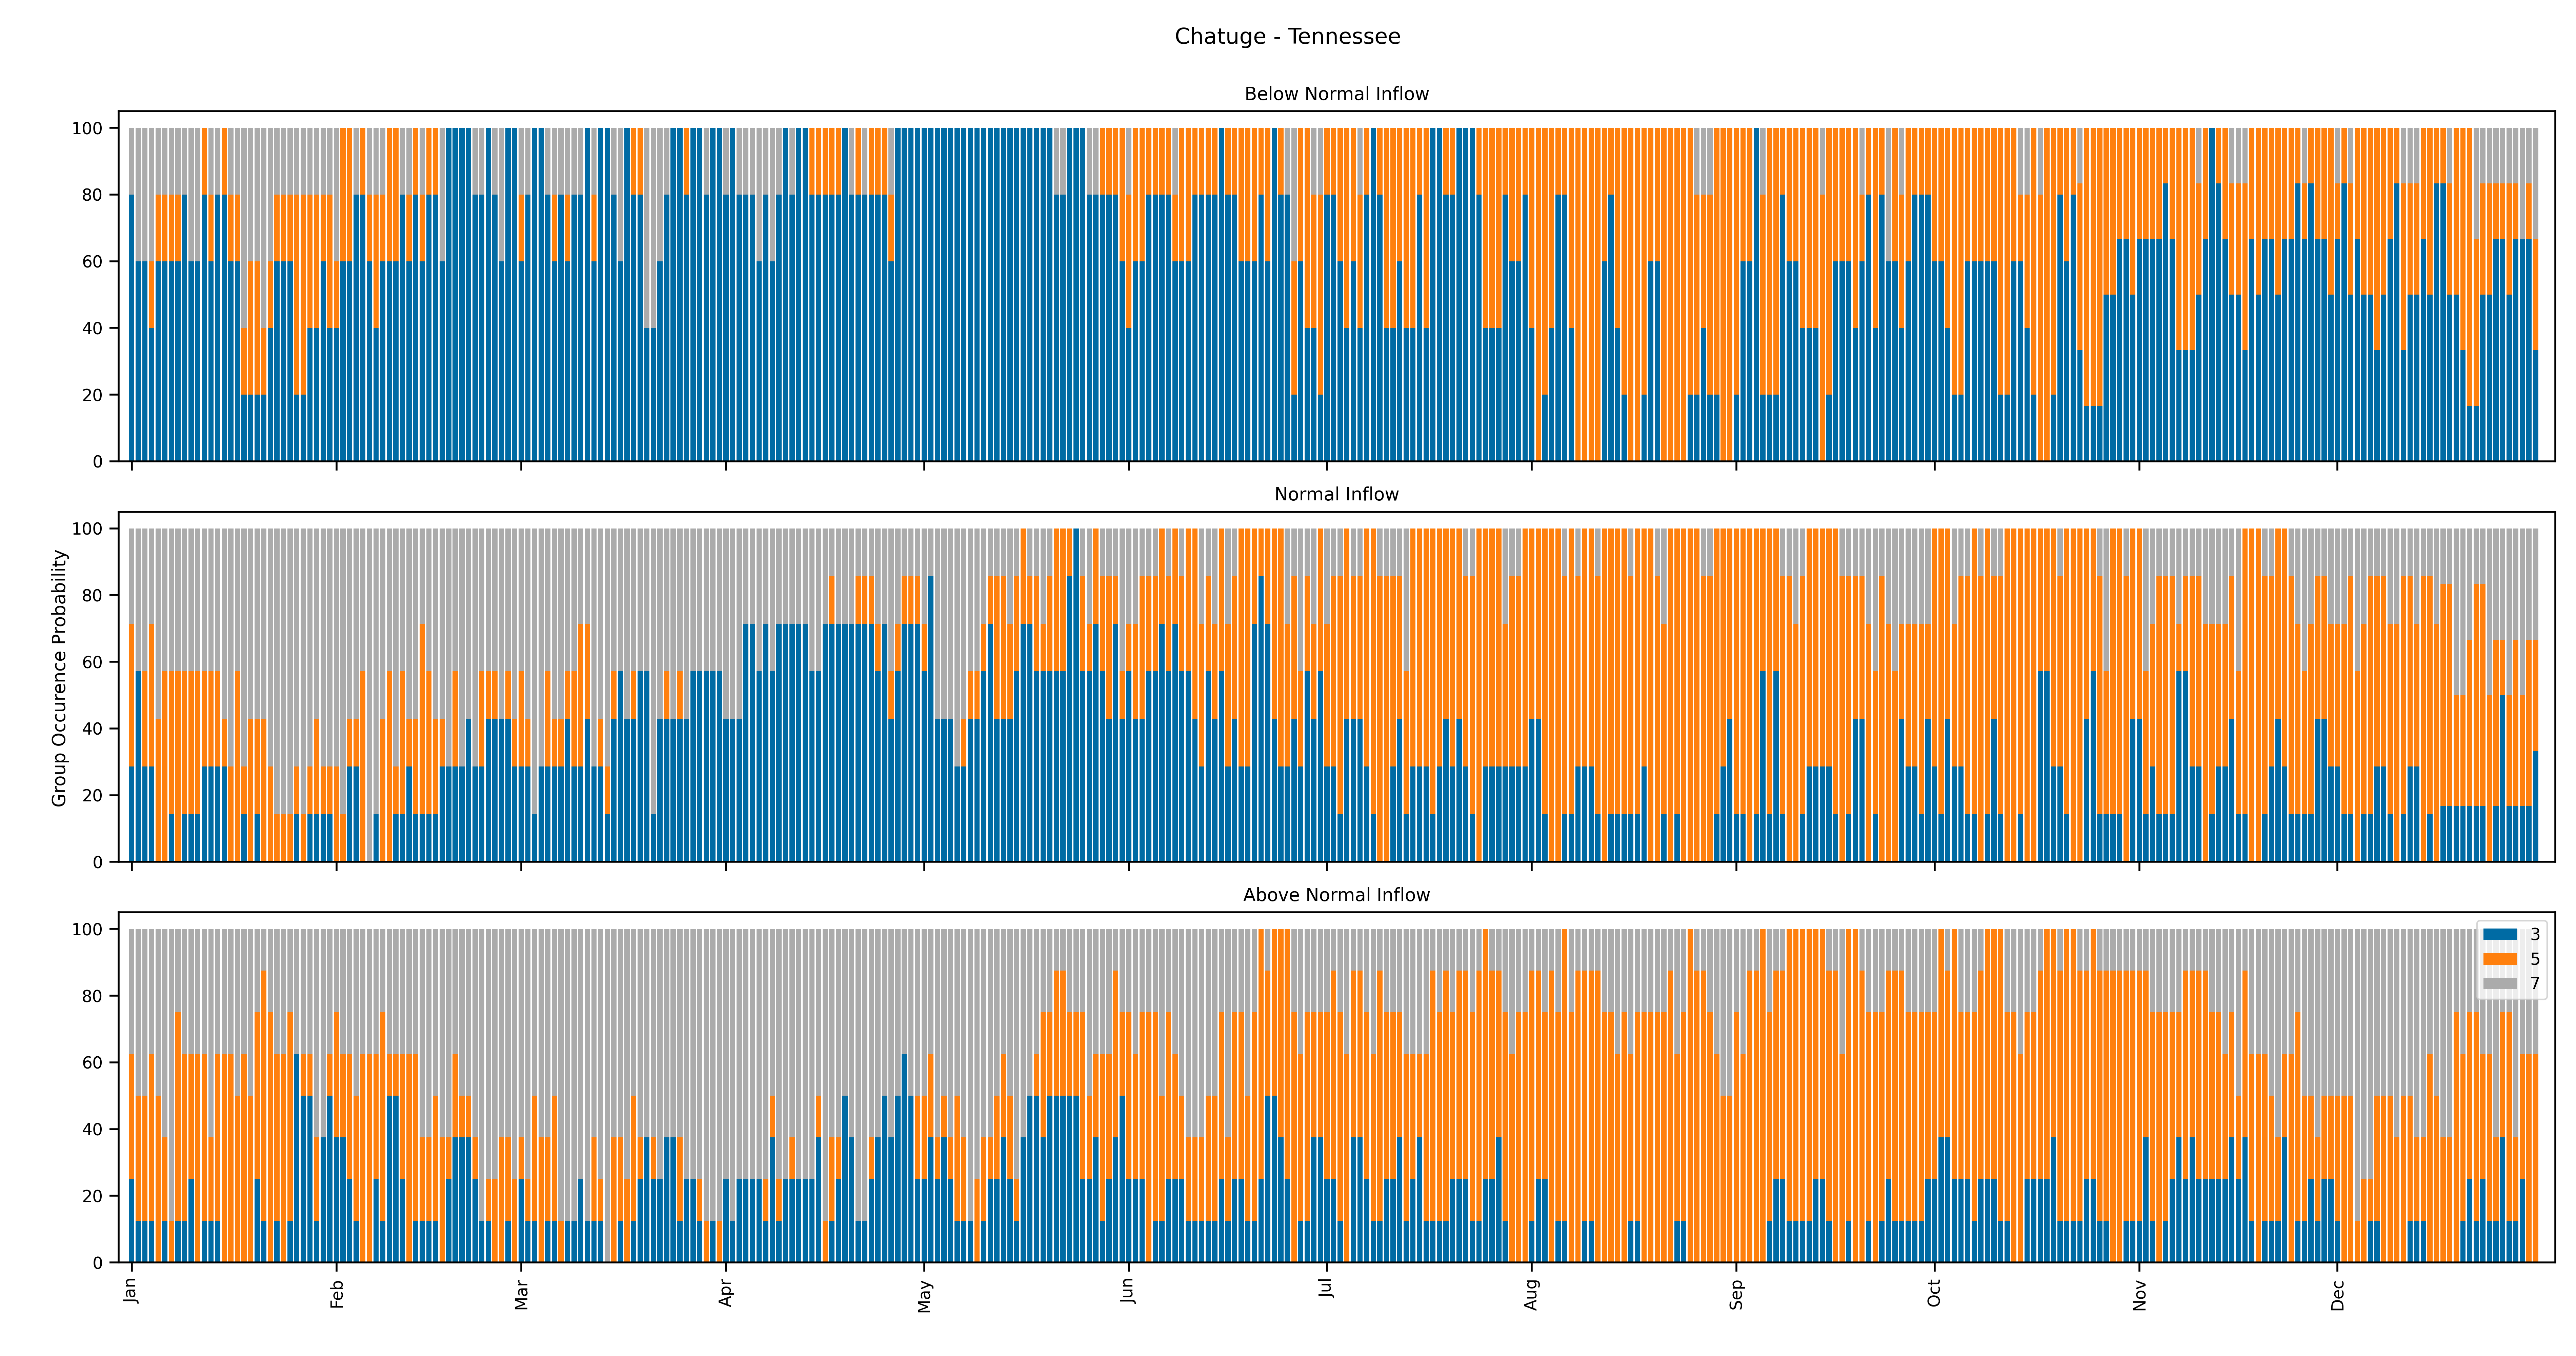 Chatuge - Tennessee
Below Normal Inflow
100
80
60
40
20
0
Normal Inflow
Group Occurence Probability
100
80
60
40
20
0
Above Normal Inflow
100
80
60
40
20
0
3
5
7
Jan
Feb
Mar
Apr
May
Jun
Jul
Aug
Sep
Oct
Nov
Dec